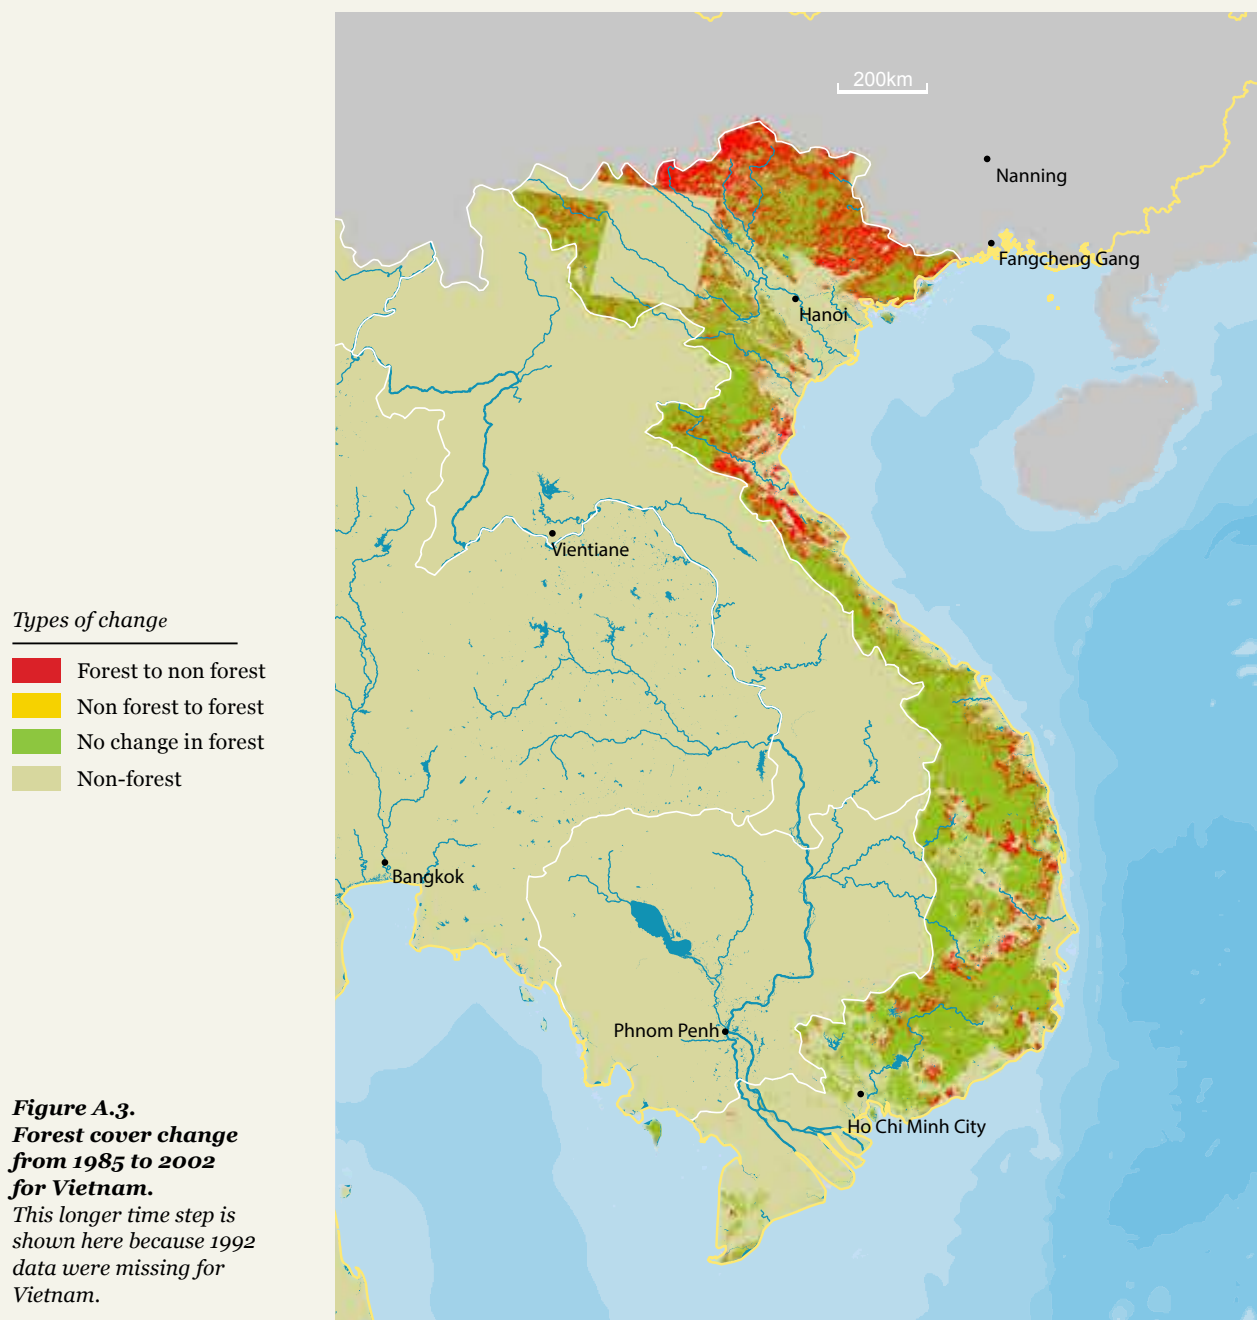 200km
Nanning
Fangcheng Gang
Hanoi
Vientiane
Types of change
Forest to non forest
Non forest to forest
No change in forest
Non-forest
Bangkok
Phnom Penh
Ho Chi Minh City
Figure A.3.
Forest cover change
from 1985 to 2002
for Vietnam.
This longer time step is
shown here because 1992
data were missing for
Vietnam.